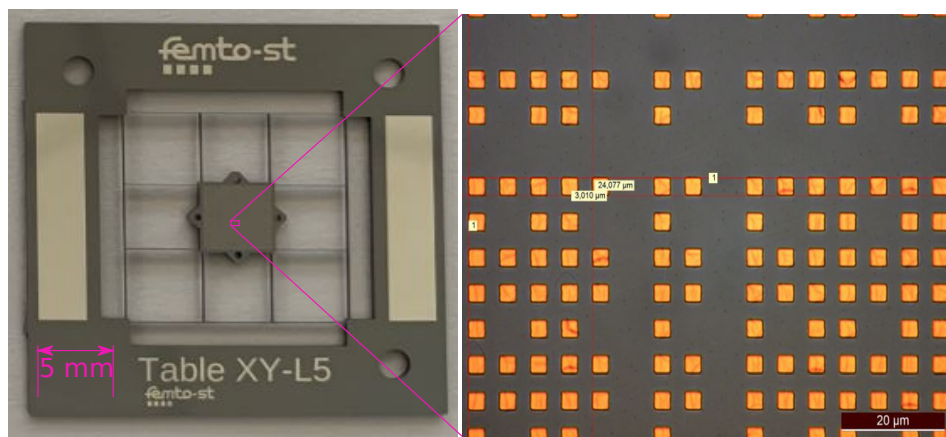 femto-st
5 mm
Table XY-L5
femto-st
1
24,077 µm
3,010 µm
1
20 µm